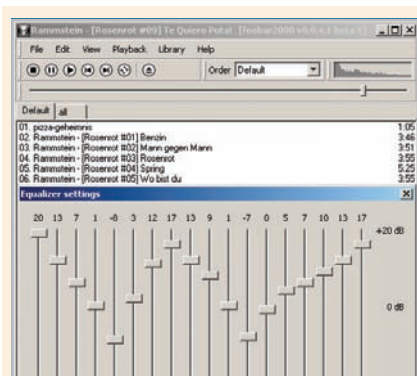 Rammstein - [Rosenrot #09] Te Quiero Puta! [foobar2000 v0.9.4.1 beta 1]
File Edit View Playback Library Help
Order Default
Default all
01. pizza-geheimnis 1:05
02. Rammstein - [Rosenrot #01] Benzin 3:46
03. Rammstein - [Rosenrot #02] Mann gegen Mann 3:51
04. Rammstein - [Rosenrot #03] Rosenrot 3:55
05. Rammstein - [Rosenrot #04] Spring 5:25
06. Rammstein - [Rosenrot #05] Wo bist du 3:55
Equalizer settings
20 13 7 1 -8 3 12 17 13 9 1 -7 0 5 7 10 13 17
+20 dB
0 dB